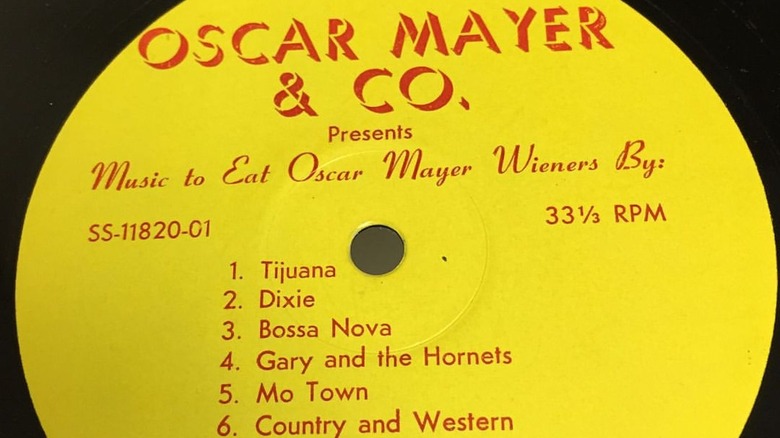 OSCAR MAYER
& CO.
Presents
Music to Eat Oscar Mayer Wieners By:
SS-11820-01
33⅓ RPM
1. Tijuana
2. Dixie
3. Bossa Nova
4. Gary and the Hornets
5. Mo Town
6. Country and Western